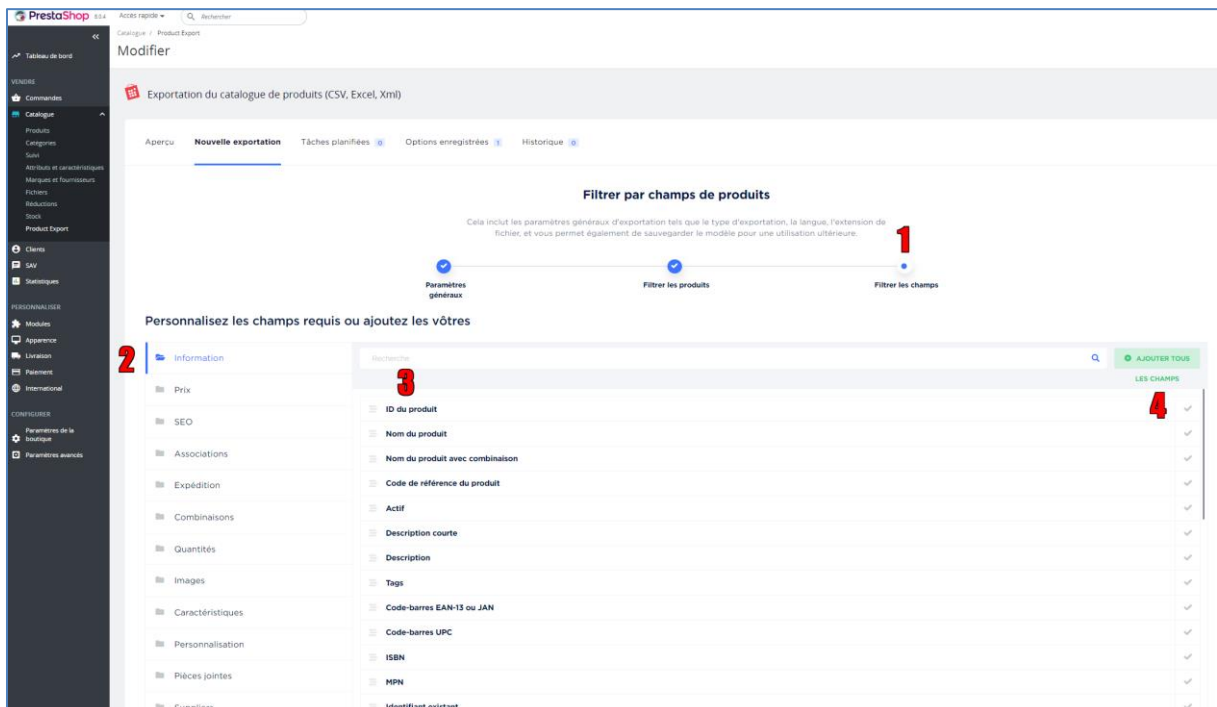 PrestaShop 8.0.4
Accès rapide
Rechercher
Catalogue / Product Export
Modifier
Tableau de bord
VENDRE
Commandes
Catalogue
Produits
Catégories
Suivi
Attributs et caractéristiques
Marques et fournisseurs
Fichiers
Réductions
Stock
Product Export
Clients
SAV
Statistiques
PERSONNALISER
Modules
Apparence
Livraison
Paiement
International
CONFIGURER
Paramètres de la
boutique
Paramètres avancés
Exportation du catalogue de produits (CSV, Excel, Xml)
Aperçu
Nouvelle exportation
Tâches planifiées 0
Options enregistrées 1
Historique 0
Filtrer par champs de produits
Cela inclut les paramètres généraux d'exportation tels que le type d'exportation, la langue, l'extension de
fichier, et vous permet également de sauvegarder le modèle pour une utilisation ultérieure.
1
Paramètres
généraux
Filtrer les produits
Filtrer les champs
Personnalisez les champs requis ou ajoutez les vôtres
2
Information
Prix
SEO
Associations
Expédition
Combinaisons
Quantités
Images
Caractéristiques
Personnalisation
Pièces jointes
Suppliers
Recherche
3
AJOUTER TOUS
LES CHAMPS
4
ID du produit
Nom du produit
Nom du produit avec combinaison
Code de référence du produit
Actif
Description courte
Description
Tags
Code-barres EAN-13 ou JAN
Code-barres UPC
ISBN
MPN
Identifiant existant